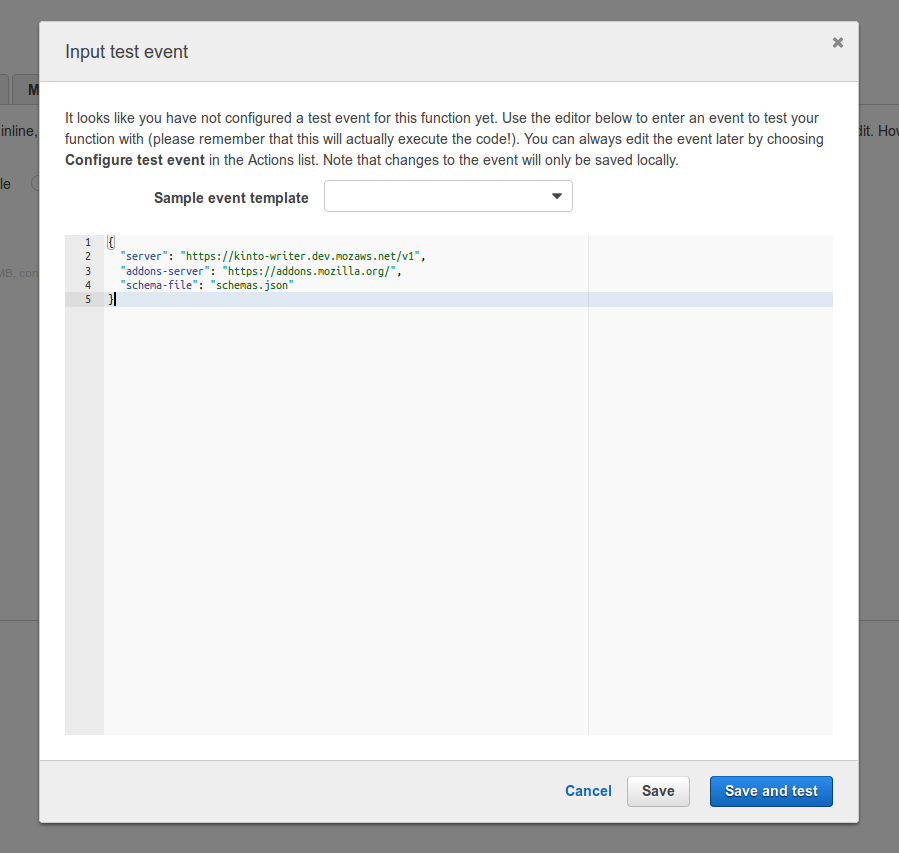 Input test event
M
inline,
dit. How
It looks like you have not configured a test event for this function yet. Use the editor below to enter an event to test your
function with (please remember that this will actually execute the code!). You can always edit the event later by choosing
Configure test event in the Actions list. Note that changes to the event will only be saved locally.
le
Sample event template
MB, con
1 {
2 "server": "https://kinto-writer.dev.mozaws.net/v1",
3 "addons-server": "https://addons.mozilla.org/",
4 "schema-file": "schemas.json"
5 }
Cancel
Save
Save and test